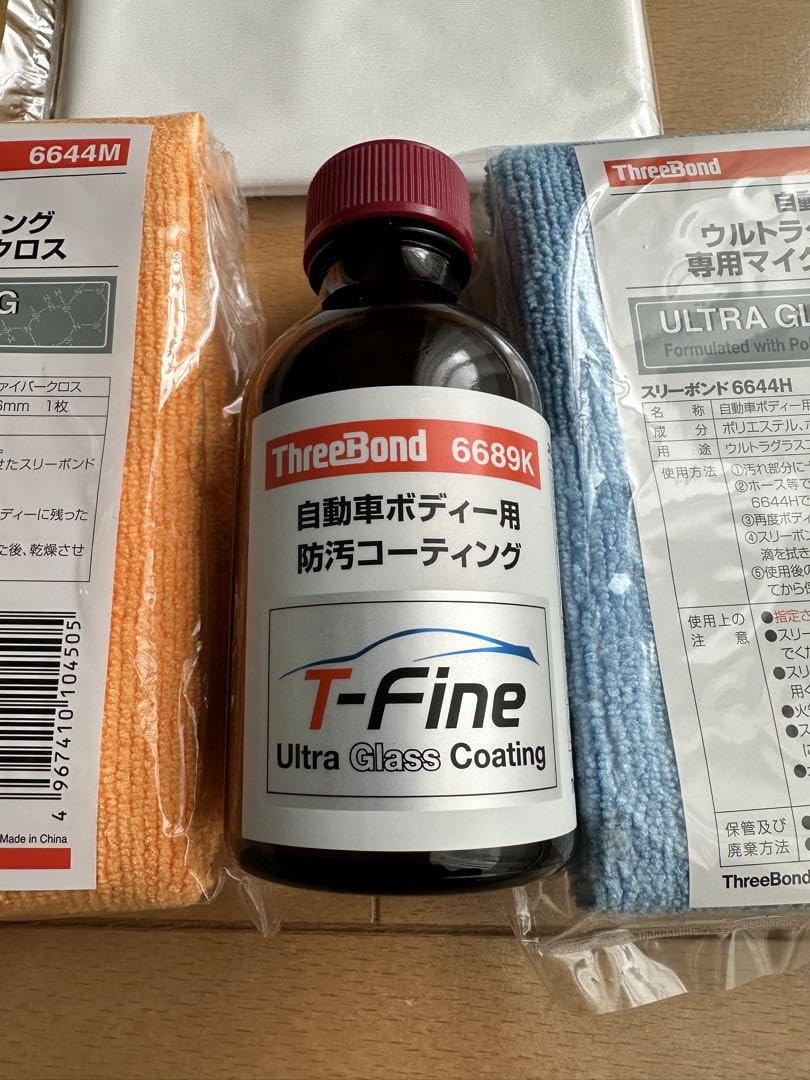 6644M
ング
クロス
G
ァイバークロス
6mm 1枚
せたスリーボンド
ディーに残った
た後、乾燥させ
4 967410 104505
Made in China
ThreeBond 6689K
自動車ボディー用
防汚コーティング
T-Fine
Ultra Glass Coating
ThreeBond
自動
ウルトラ
専用マイク
ULTRA GL
Formulated with Pol
スリーボンド6644H
名 称 自動車ボディー用
成 分 ポリエステル、
用 途 ウルトラグラス
使用方法 ①汚れ部分に
②ホース等で
6644Hで
③再度ボディ
④スリーボン
滴を拭き
⑤使用後の
てから保
使用上の
注 意
●指定さ
●スリー
でくだ
●スリ
用く
●火気
●ス
に
保管及び
廃棄方法
ThreeBond